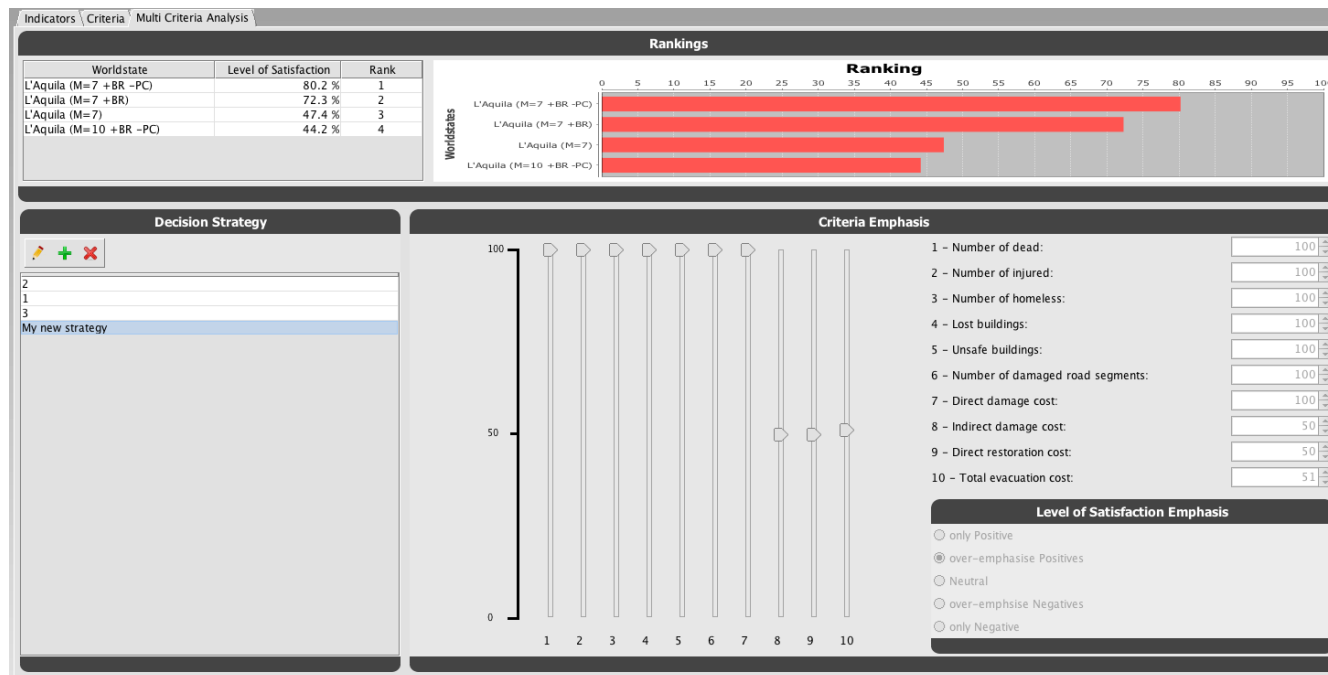 Indicators Criteria Multi Criteria Analysis
Rankings
Worldstate Level of Satisfaction Rank
L'Aquila (M=7 +BR -PC) 80.2 % 1
L'Aquila (M=7 +BR) 72.3 % 2
L'Aquila (M=7) 47.4 % 3
L'Aquila (M=10 +BR -PC) 44.2 % 4
Ranking
0 5 10 15 20 25 30 35 40 45 50 55 60 65 70 75 80 85 90 95 100
Worldstates
L'Aquila (M=7 +BR -PC)
L'Aquila (M=7 +BR)
L'Aquila (M=7)
L'Aquila (M=10 +BR -PC)
Decision Strategy
2
1
3
My new strategy
Criteria Emphasis
100
50
0
1 2 3 4 5 6 7 8 9 10
1 - Number of dead: 100
2 - Number of injured: 100
3 - Number of homeless: 100
4 - Lost buildings: 100
5 - Unsafe buildings: 100
6 - Number of damaged road segments: 100
7 - Direct damage cost: 100
8 - Indirect damage cost: 50
9 - Direct restoration cost: 50
10 - Total evacuation cost: 51
Level of Satisfaction Emphasis
only Positive
over-emphasise Positives
Neutral
over-emphsise Negatives
only Negative